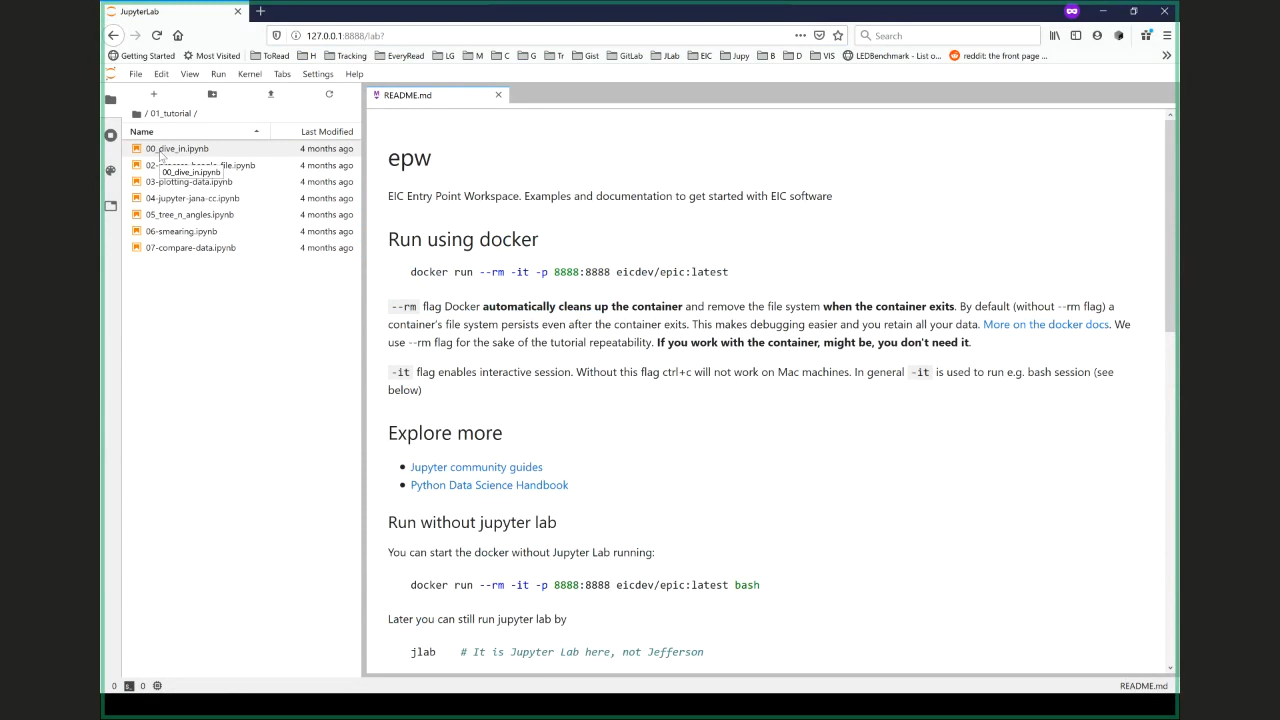 JupyterLab
127.0.0.1:8888/lab?
Search
Getting Started Most Visited ToRead H Tracking EveryRead LG M C G Tr Gist GitLab JLab EIC Jupy B D VIS LEDBenchmark - List o... reddit: the front page ...
File Edit View Run Kernel Tabs Settings Help
/ 01_tutorial /
Name Last Modified
00_dive_in.ipynb 4 months ago
file.ipynb 4 months ago
00_dive_in.ipynb
03-plotting-data.ipynb 4 months ago
04-jupyter-jana-cc.ipynb 4 months ago
05_tree_n_angles.ipynb 4 months ago
06-smearing.ipynb 4 months ago
07-compare-data.ipynb 4 months ago
README.md
epw
EIC Entry Point Workspace. Examples and documentation to get started with EIC software
Run using docker
docker run --rm -it -p 8888:8888 eicdev/epic:latest
--rm flag Docker automatically cleans up the container and remove the file system when the container exits. By default (without --rm flag) a
container's file system persists even after the container exits. This makes debugging easier and you retain all your data. More on the docker docs. We
use --rm flag for the sake of the tutorial repeatability. If you work with the container, might be, you don't need it.
-it flag enables interactive session. Without this flag ctrl+c will not work on Mac machines. In general -it is used to run e.g. bash session (see
below)
Explore more
Jupyter community guides
Python Data Science Handbook
Run without jupyter lab
You can start the docker without Jupyter Lab running:
docker run --rm -it -p 8888:8888 eicdev/epic:latest bash
Later you can still run jupyter lab by
jlab # It is Jupyter Lab here, not Jefferson
0 0 README.md